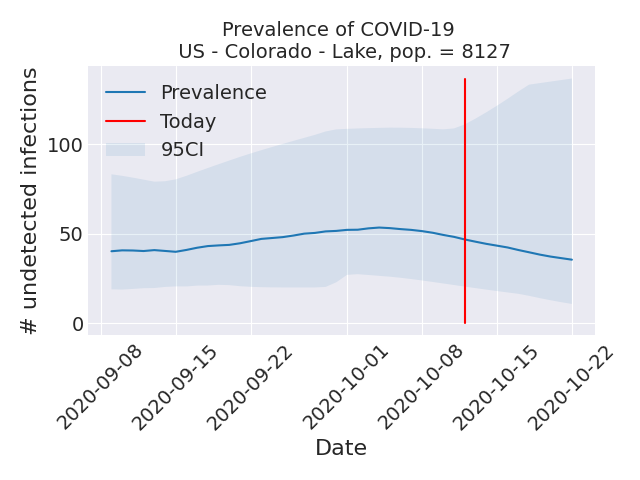 Prevalence of COVID-19
US - Colorado - Lake, pop. = 8127
Prevalence
Today
95CI
# undetected infections
100
50
0
2020-09-08
2020-09-15
2020-09-22
2020-10-01
2020-10-08
2020-10-15
2020-10-22
Date